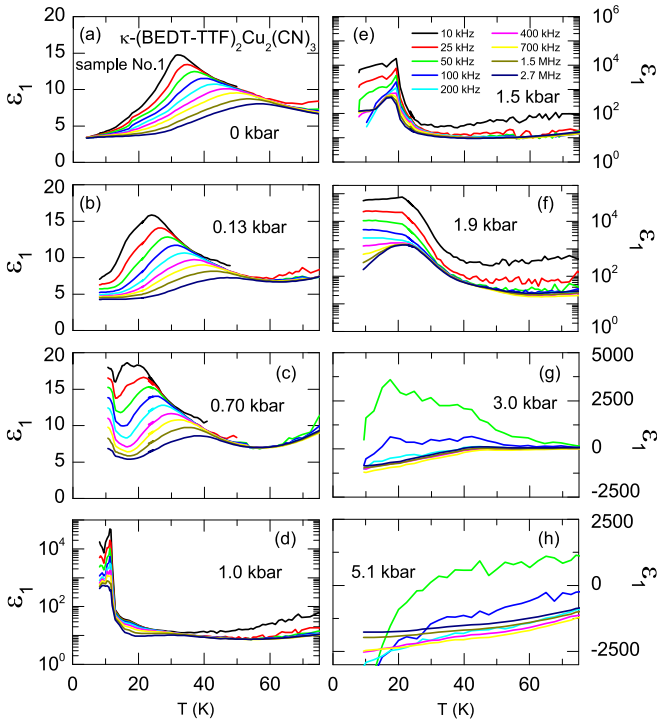 (a)
κ-(BEDT-TTF)2Cu2(CN)3
sample No.1
0 kbar
ε1
20
15
10
5
0
(b)
0.13 kbar
ε1
20
15
10
5
0
(c)
0.70 kbar
ε1
20
15
10
5
0
(d)
1.0 kbar
ε1
10^4
10^2
10^0
0 20 40 60
T (K)
(e)
10 kHz
25 kHz
50 kHz
100 kHz
200 kHz
400 kHz
700 kHz
1.5 MHz
2.7 MHz
1.5 kbar
ε1
10^6
10^4
10^2
10^0
(f)
1.9 kbar
ε1
10^4
10^2
10^0
(g)
3.0 kbar
ε1
5000
2500
0
-2500
(h)
5.1 kbar
ε1
2500
0
-2500
0 20 40 60
T (K)